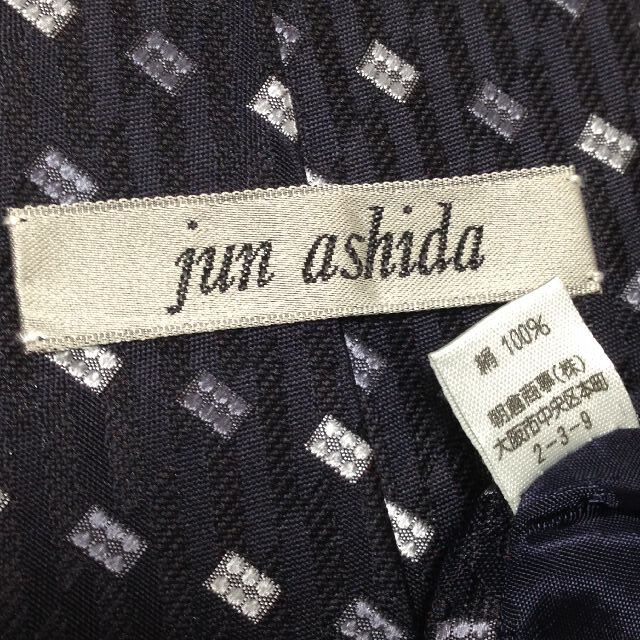 jun ashida
絹 100%
朝倉商事(株)
大阪市中央区本町
2-3-9